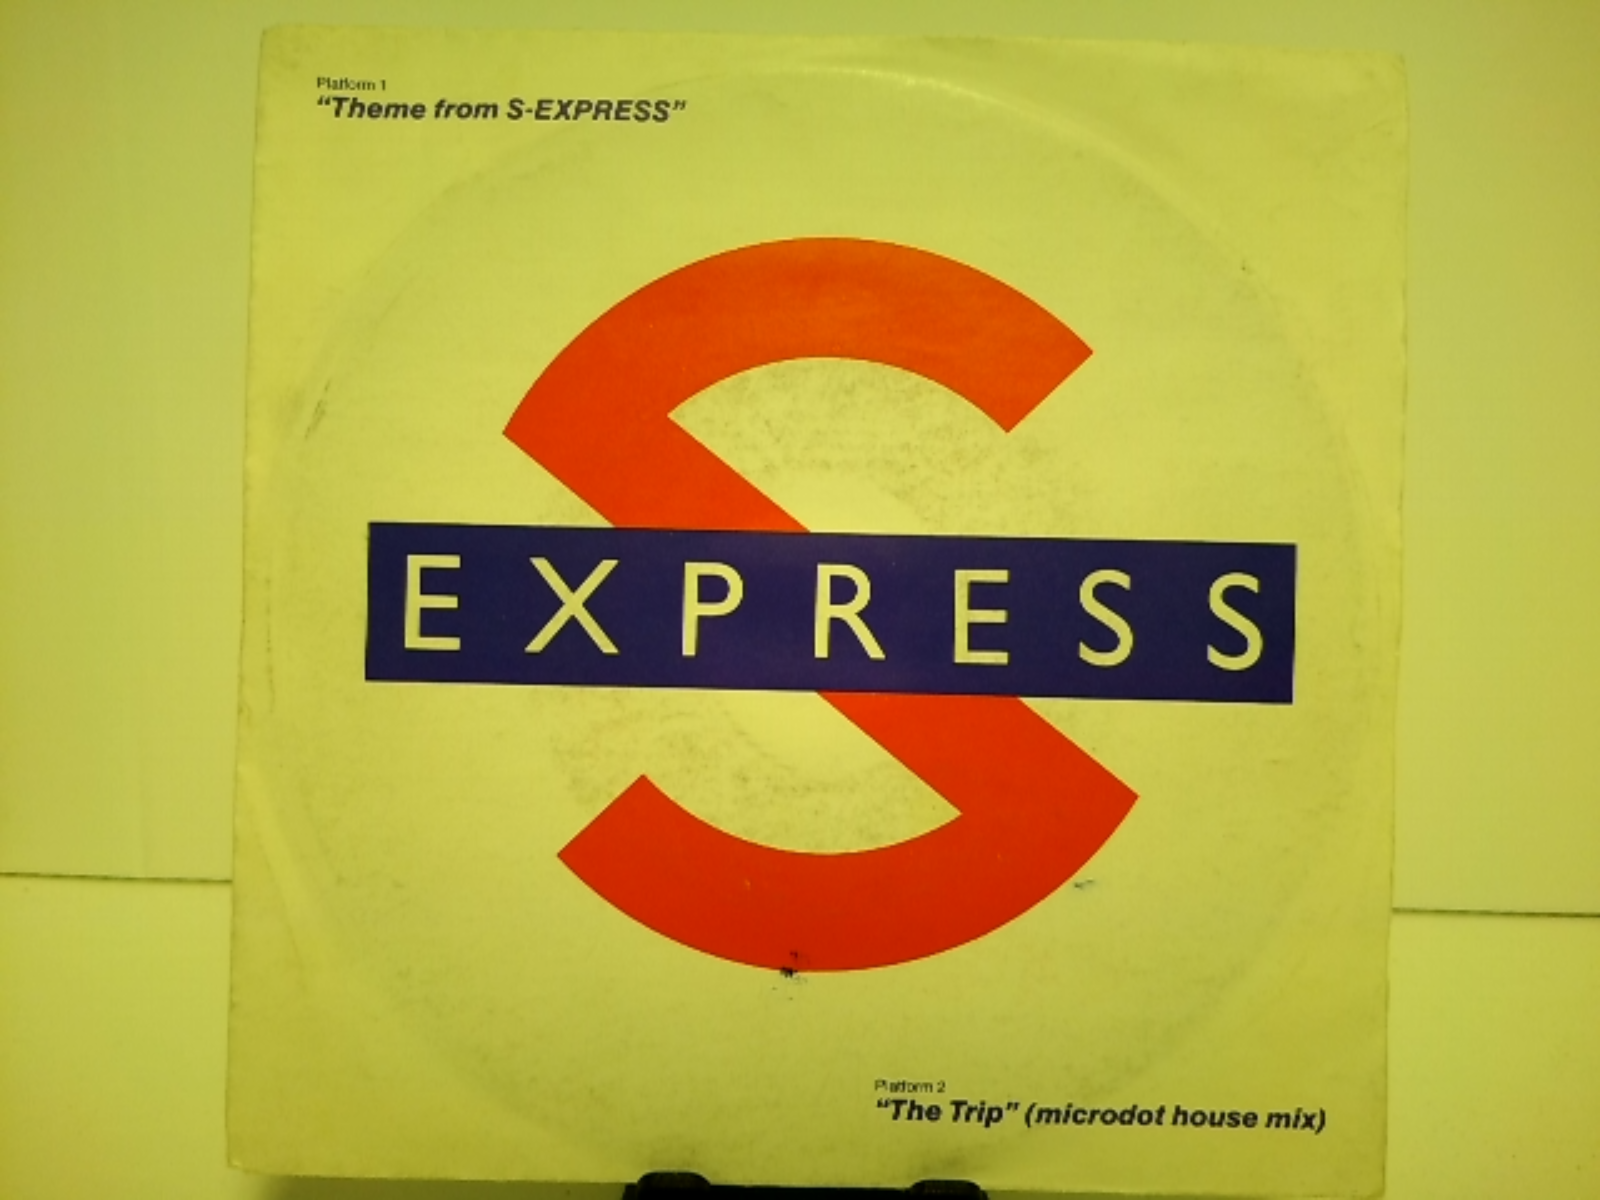 Platform 1
“Theme from S-EXPRESS”
S
EXPRESS
Platform 2
“The Trip” (microdot house mix)